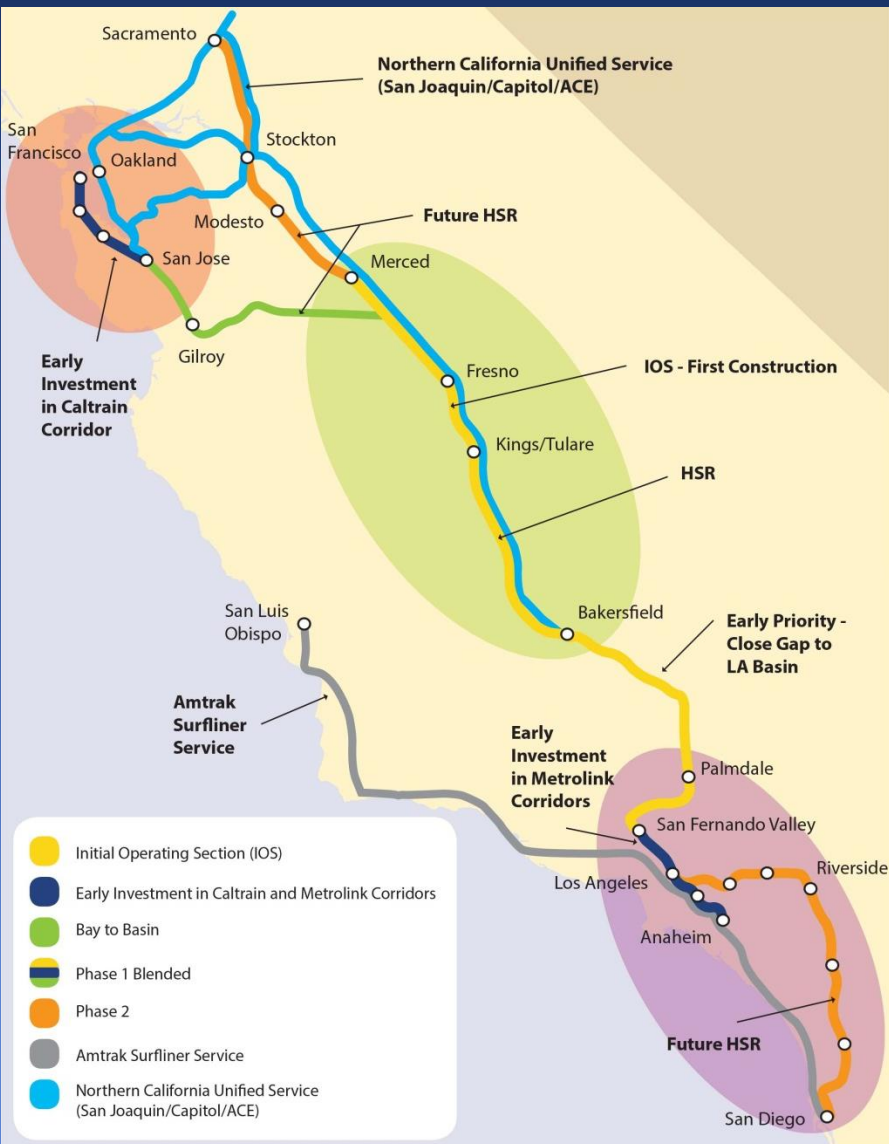 Sacramento
Northern California Unified Service
(San Joaquin/Capitol/ACE)
San
Francisco
Oakland
Stockton
Modesto
Future HSR
San Jose
Merced
Gilroy
Early
Investment
in Caltrain
Corridor
Fresno
IOS - First Construction
Kings/Tulare
HSR
San Luis
Obispo
Bakersfield
Early Priority -
Close Gap to
LA Basin
Amtrak
Surfliner
Service
Early
Investment
in Metrolink
Corridors
Palmdale
San Fernando Valley
Los Angeles
Riverside
Anaheim
Future HSR
San Diego
Initial Operating Section (IOS)
Early Investment in Caltrain and Metrolink Corridors
Bay to Basin
Phase 1 Blended
Phase 2
Amtrak Surfliner Service
Northern California Unified Service
(San Joaquin/Capitol/ACE)